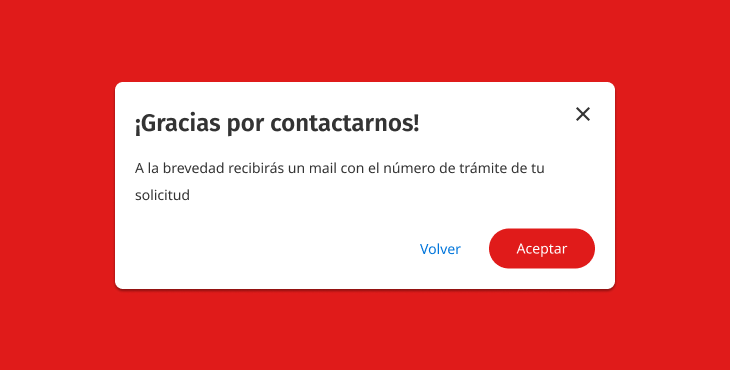 ¡Gracias por contactarnos!
A la brevedad recibirás un mail con el número de trámite de tu
solicitud
Volver
Aceptar